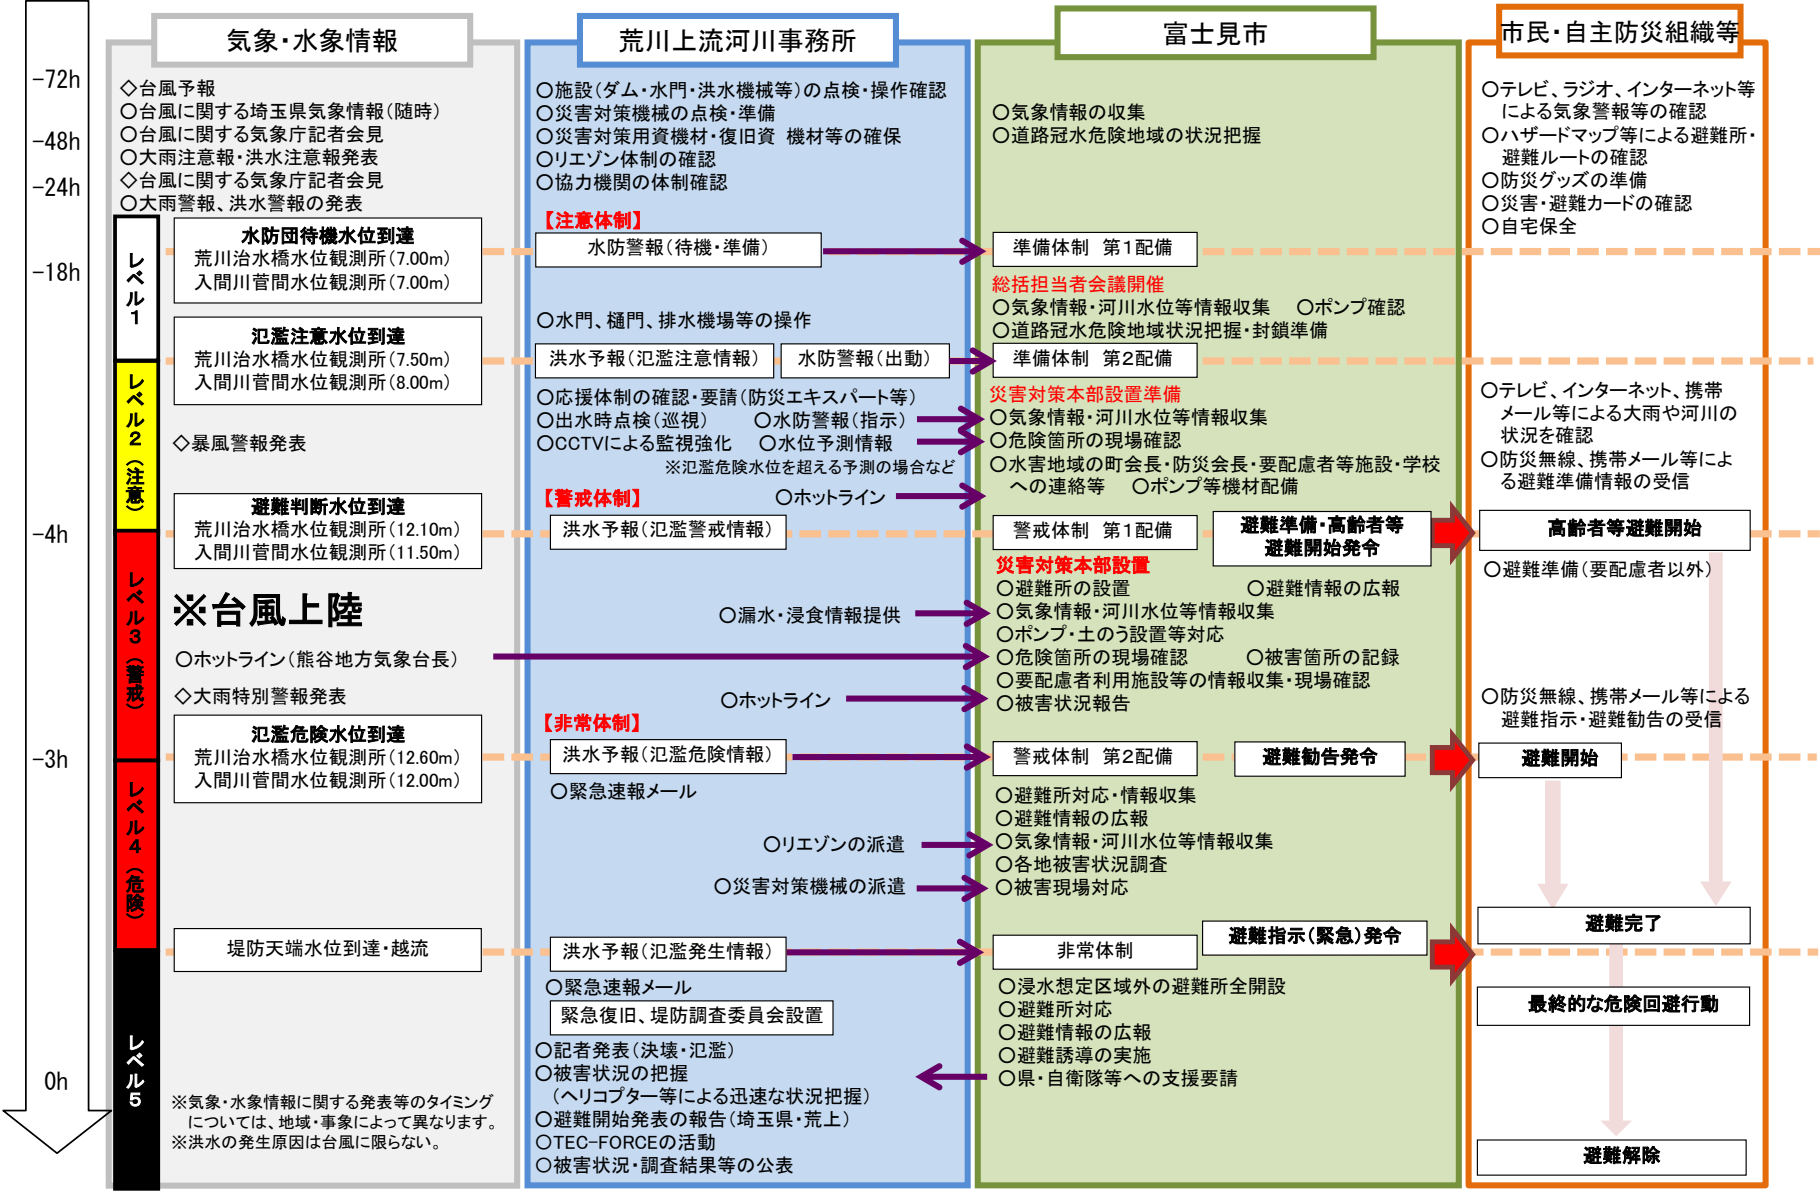 -72h
-48h
-24h
-18h
-4h
-3h
0h
レベル1
レベル2(注意)
レベル3(警戒)
レベル4(危険)
レベル5
気象・水象情報
◇台風予報
○台風に関する埼玉県気象情報(随時)
○台風に関する気象庁記者会見
○大雨注意報・洪水注意報発表
◇台風に関する気象庁記者会見
○大雨警報、洪水警報の発表
水防団待機水位到達
荒川治水橋水位観測所(7.00m)
入間川菅間水位観測所(7.00m)
氾濫注意水位到達
荒川治水橋水位観測所(7.50m)
入間川菅間水位観測所(8.00m)
◇暴風警報発表
避難判断水位到達
荒川治水橋水位観測所(12.10m)
入間川菅間水位観測所(11.50m)
※台風上陸
○ホットライン(熊谷地方気象台長)
◇大雨特別警報発表
氾濫危険水位到達
荒川治水橋水位観測所(12.60m)
入間川菅間水位観測所(12.00m)
堤防天端水位到達・越流
※気象・水象情報に関する発表等のタイミング
については、地域・事象によって異なります。
※洪水の発生原因は台風に限らない。
荒川上流河川事務所
○施設(ダム・水門・洪水機械等)の点検・操作確認
○災害対策機械の点検・準備
○災害対策用資機材・復旧資 機材等の確保
○リエゾン体制の確認
○協力機関の体制確認
【注意体制】
水防警報(待機・準備)
○水門、樋門、排水機場等の操作
洪水予報(氾濫注意情報) 水防警報(出動)
○応援体制の確認・要請(防災エキスパート等)
○出水時点検(巡視) ○水防警報(指示)
○CCTVによる監視強化 ○水位予測情報
※氾濫危険水位を超える予測の場合など
【警戒体制】 ○ホットライン
洪水予報(氾濫警戒情報)
○漏水・浸食情報提供
○ホットライン
【非常体制】
洪水予報(氾濫危険情報)
○緊急速報メール
○リエゾンの派遣
○災害対策機械の派遣
洪水予報(氾濫発生情報)
○緊急速報メール
緊急復旧、堤防調査委員会設置
○記者発表(決壊・氾濫)
○被害状況の把握
(ヘリコプター等による迅速な状況把握)
○避難開始発表の報告(埼玉県・荒上)
○TEC-FORCEの活動
○被害状況・調査結果等の公表
富士見市
○気象情報の収集
○道路冠水危険地域の状況把握
準備体制 第1配備
総括担当者会議開催
○気象情報・河川水位等情報収集 ○ポンプ確認
○道路冠水危険地域状況把握・封鎖準備
準備体制 第2配備
災害対策本部設置準備
○気象情報・河川水位等情報収集
○危険箇所の現場確認
○水害地域の町会長・防災会長・要配慮者等施設・学校
への連絡等 ○ポンプ等機材配備
警戒体制 第1配備
避難準備・高齢者等
避難開始発令
災害対策本部設置
○避難所の設置 ○避難情報の広報
○気象情報・河川水位等情報収集
○ポンプ・土のう設置等対応
○危険箇所の現場確認 ○被害箇所の記録
○要配慮者利用施設等の情報収集・現場確認
○被害状況報告
警戒体制 第2配備 避難勧告発令
○避難所対応・情報収集
○避難情報の広報
○気象情報・河川水位等情報収集
○各地被害状況調査
○被害現場対応
非常体制 避難指示(緊急)発令
○浸水想定区域外の避難所全開設
○避難所対応
○避難情報の広報
○避難誘導の実施
○県・自衛隊等への支援要請
市民・自主防災組織等
○テレビ、ラジオ、インターネット等
による気象警報等の確認
○ハザードマップ等による避難所・
避難ルートの確認
○防災グッズの準備
○災害・避難カードの確認
○自宅保全
○テレビ、インターネット、携帯
メール等による大雨や河川の
状況を確認
○防災無線、携帯メール等によ
る避難準備情報の受信
高齢者等避難開始
○避難準備(要配慮者以外)
○防災無線、携帯メール等による
避難指示・避難勧告の受信
避難開始
避難完了
最終的な危険回避行動
避難解除